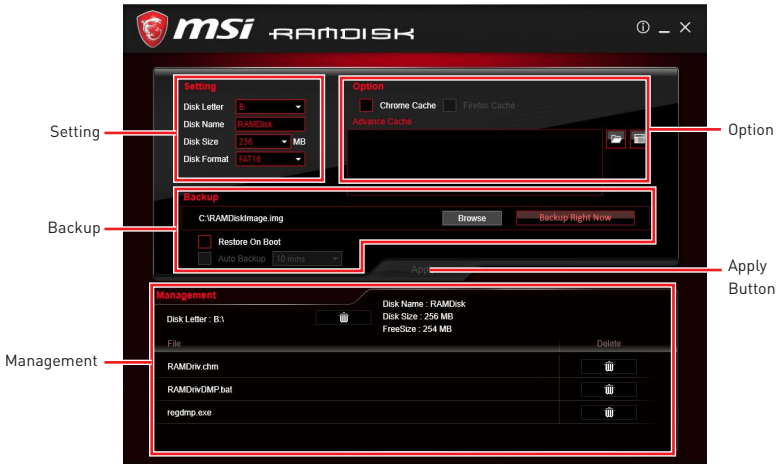 msi RAMDISK
Setting
Disk Letter B:
Disk Name RAMDisk
Disk Size 256 MB
Disk Format FAT16
Option
Chrome Cache Firefox Cache
Advance Cache
Backup
C:\RAMDiskImage.img Browse Backup Right Now
Restore On Boot
Auto Backup 10 mins
Apply
Management
Disk Letter : B:\
Disk Name : RAMDisk
Disk Size : 256 MB
FreeSize : 254 MB
File Delete
RAMDriv.chm
RAMDrivDMP.bat
regdmp.exe
Setting
Backup
Management
Option
Apply
Button